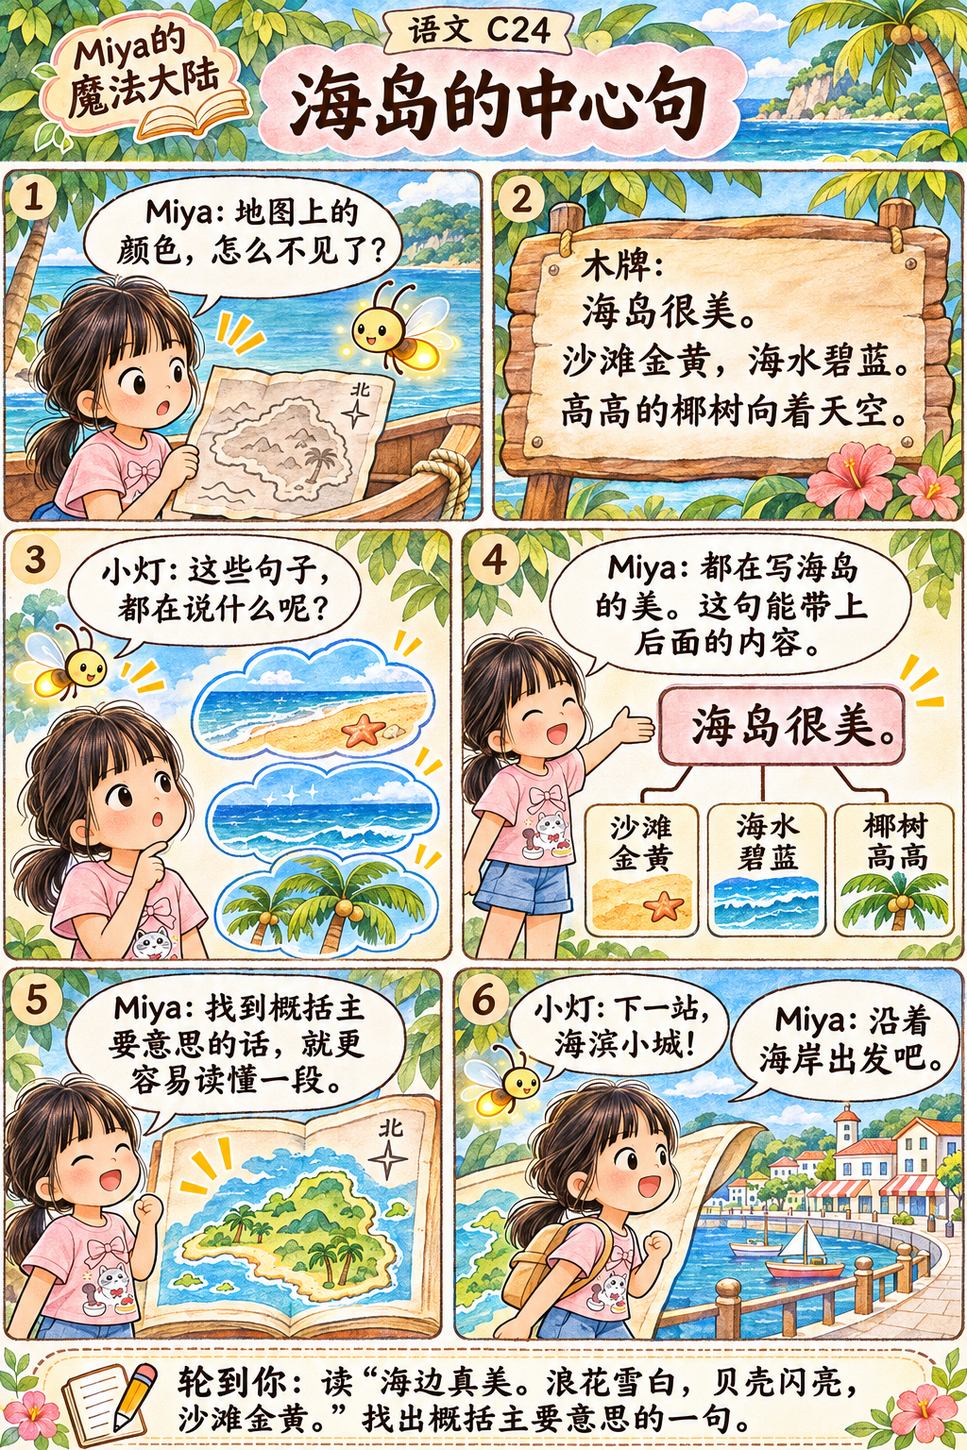 Miya的
魔法大陆
语文 C24
海岛的中心句
1
Miya: 地图上的
颜色，怎么不见了？
北
2
木牌：
海岛很美。
沙滩金黄，海水碧蓝。
高高的椰树向着天空。
3
小灯：这些句子，
都在说什么呢？
4
Miya: 都在写海岛
的美。这句能带上
后面的内容。
海岛很美。
沙滩
金黄
海水
碧蓝
椰树
高高
5
Miya: 找到概括主
要意思的话，就更
容易读懂一段。
北
6
小灯：下一站，
海滨小城！
Miya: 沿着
海岸出发吧。
轮到你：读“海边真美。浪花雪白，贝壳闪亮，
沙滩金黄。”找出概括主要意思的一句。